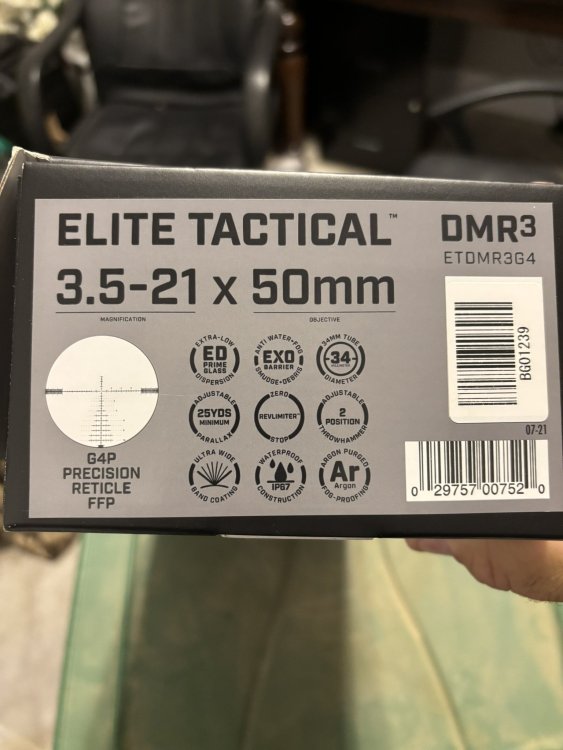 ELITE TACTICAL™
DMR³
ETDMR3G4
3.5-21 x 50mm
MAGNIFICATION
OBJECTIVE
EXTRA-LOW
ED
PRIME
GLASS
DISPERSION
ANTI WATER-FOG
EXO
BARRIER
SMUDGE-DEBRIS
34MM TUBE
-34-
MILLIMETER
DIAMETER
ADJUSTABLE
25YDS
MINIMUM
PARALLAX
ZERO
REVLIMITER™
STOP
ADJUSTABLE
2
POSITION
THROWHAMMER
ULTRA WIDE
BAND COATING
WATERPROOF
IP67
CONSTRUCTION
ARGON PURGED
Ar
Argon
FOG-PROOFING
G4P
PRECISION
RETICLE
FFP
BG01239
07-21
0 29757 00752 0